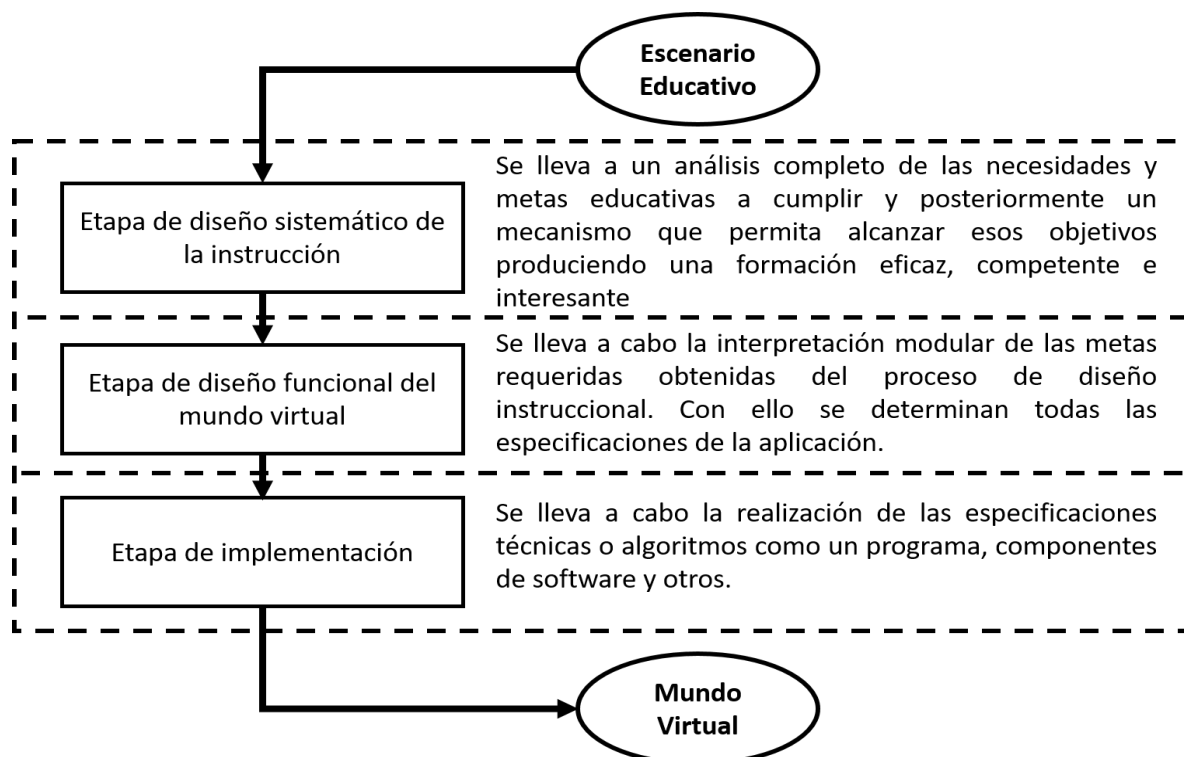 Escenario
Educativo
Etapa de diseño sistemático de
la instrucción
Se lleva a un análisis completo de las necesidades y
metas educativas a cumplir y posteriormente un
mecanismo que permita alcanzar esos objetivos
produciendo una formación eficaz, competente e
interesante
Etapa de diseño funcional del
mundo virtual
Se lleva a cabo la interpretación modular de las metas
requeridas obtenidas del proceso de diseño
instruccional. Con ello se determinan todas las
especificaciones de la aplicación.
Etapa de implementación
Se lleva a cabo la realización de las especificaciones
técnicas o algoritmos como un programa, componentes
de software y otros.
Mundo
Virtual